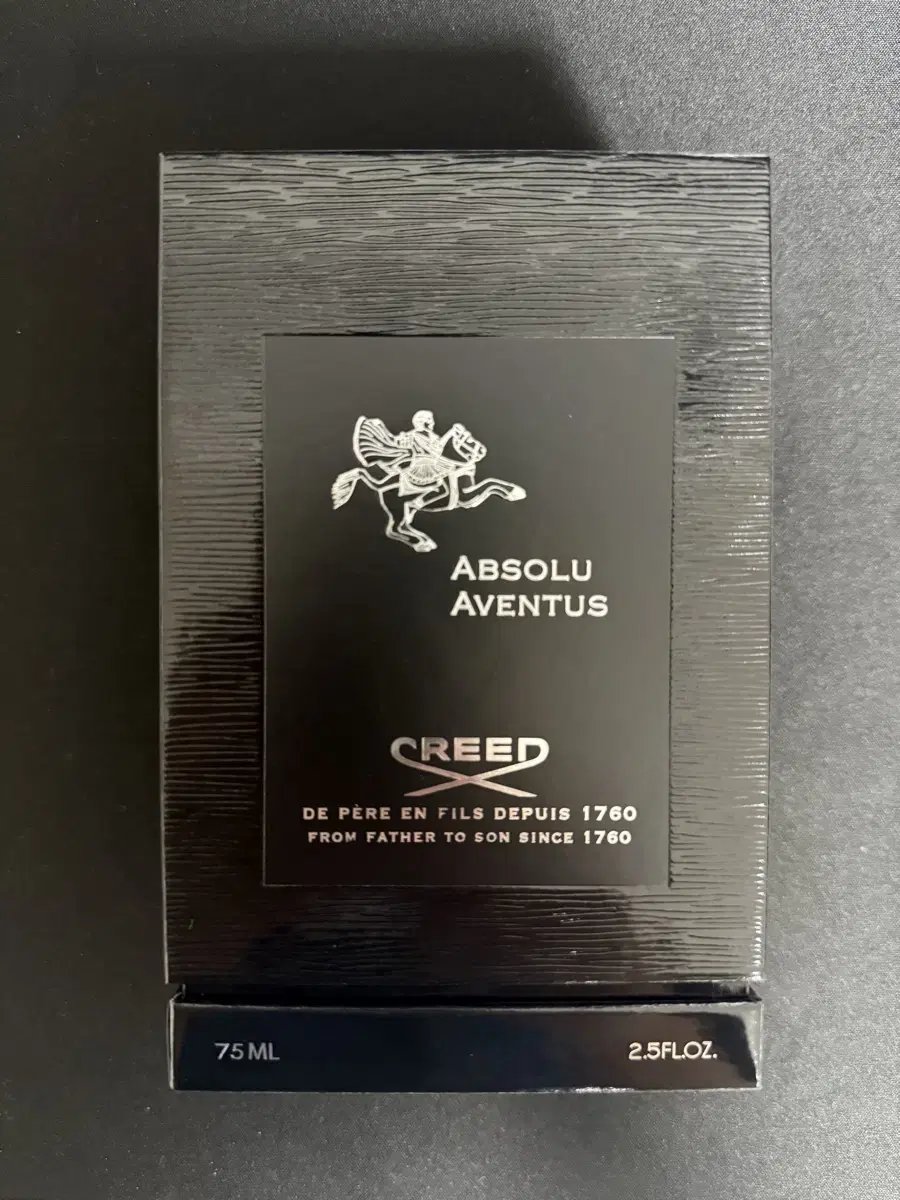 ABSOLU
AVENTUS
CREED
DE PÈRE EN FILS DEPUIS 1760
FROM FATHER TO SON SINCE 1760
75 ML 2.5FL.OZ.